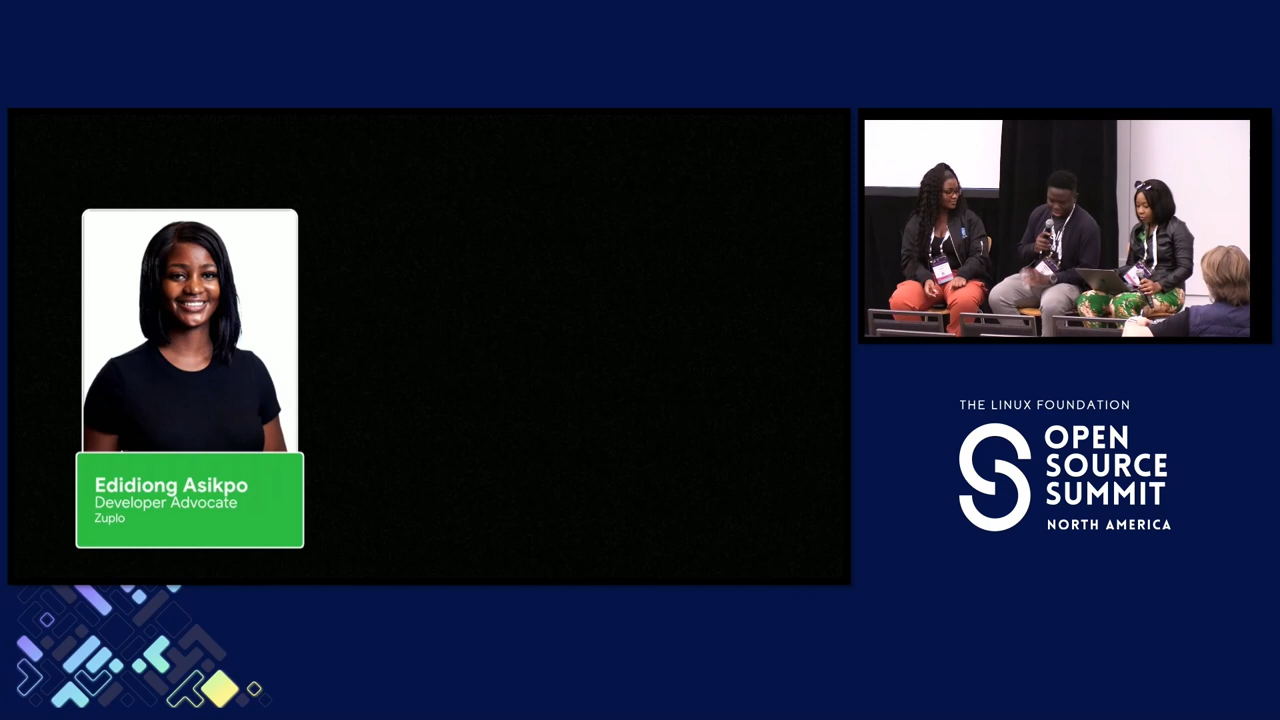 Edidiong Asikpo
Developer Advocate
Zuplo
THE LINUX FOUNDATION
OPEN
SOURCE
SUMMIT
NORTH AMERICA